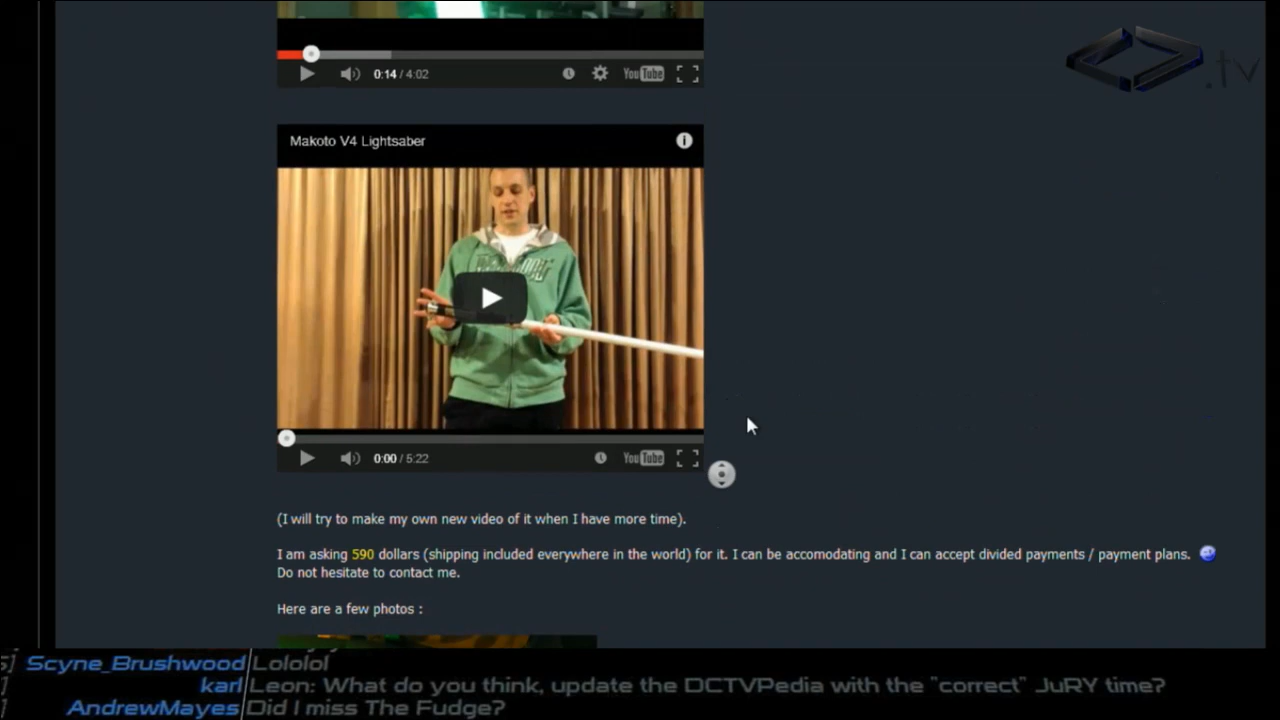 .tv
0:14 / 4:02
YouTube
Makoto V4 Lightsaber
0:00 / 5:22
YouTube
(I will try to make my own new video of it when I have more time).
I am asking 590 dollars (shipping included everywhere in the world) for it. I can be accomodating and I can accept divided payments / payment plans.
Do not hesitate to contact me.
Here are a few photos :
Scyne_Brushwood Lololol
karl Leon: What do you think, update the DCTVPedia with the "correct" JuRY time?
AndrewMayes Did I miss The Fudge?